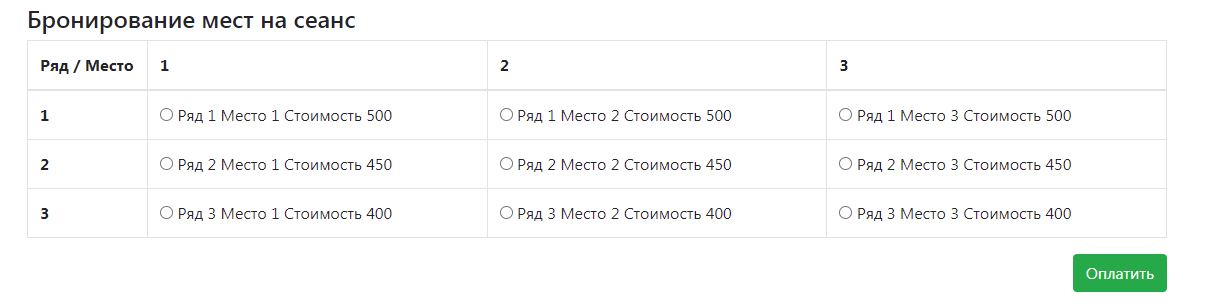 Бронирование мест на сеанс
Ряд / Место 1 2 3
1 Ряд 1 Место 1 Стоимость 500 Ряд 1 Место 2 Стоимость 500 Ряд 1 Место 3 Стоимость 500
2 Ряд 2 Место 1 Стоимость 450 Ряд 2 Место 2 Стоимость 450 Ряд 2 Место 3 Стоимость 450
3 Ряд 3 Место 1 Стоимость 400 Ряд 3 Место 2 Стоимость 400 Ряд 3 Место 3 Стоимость 400
Оплатить